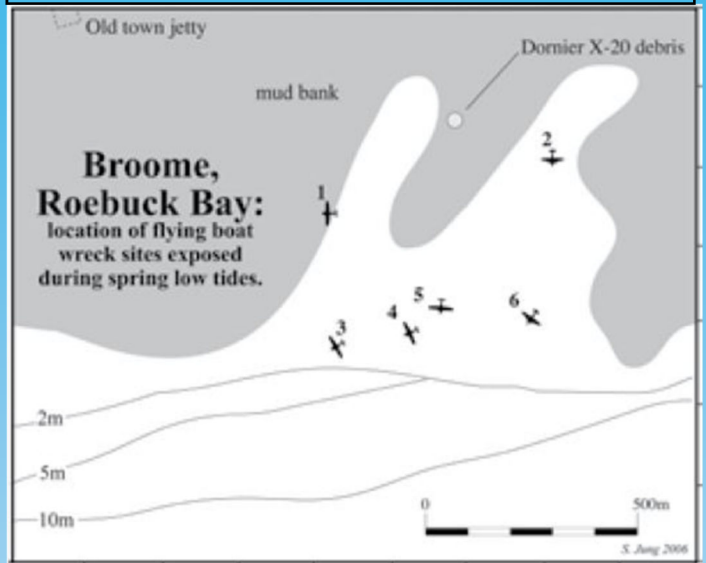 Old town jetty
Dornier X-20 debris
mud bank
Broome,
Roebuck Bay:
location of flying boat
wreck sites exposed
during spring low tides.
1
2
3
4
5
6
2m
5m
10m
0
500m
S. Jung 2006